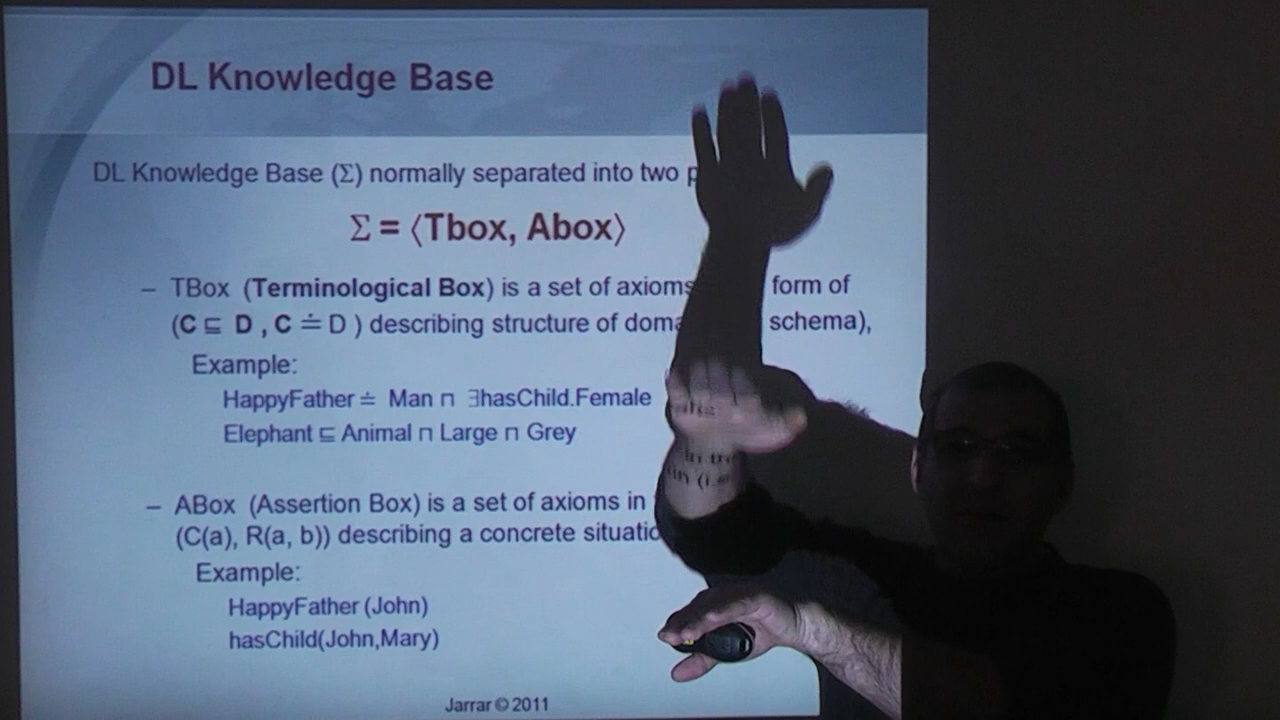 DL Knowledge Base
DL Knowledge Base (Σ) normally separated into two
Σ = ⟨Tbox, Abox⟩
– TBox (Terminological Box) is a set of axioms form of
(C ⊑ D , C ≐ D ) describing structure of schema),
Example:
HappyFather ≐ Man ⊓ ∃hasChild.Female
Elephant ⊑ Animal ⊓ Large ⊓ Grey
– ABox (Assertion Box) is a set of axioms in
(C(a), R(a, b)) describing a concrete
Example:
HappyFather (John)
hasChild(John,Mary)
Jarrar © 2011